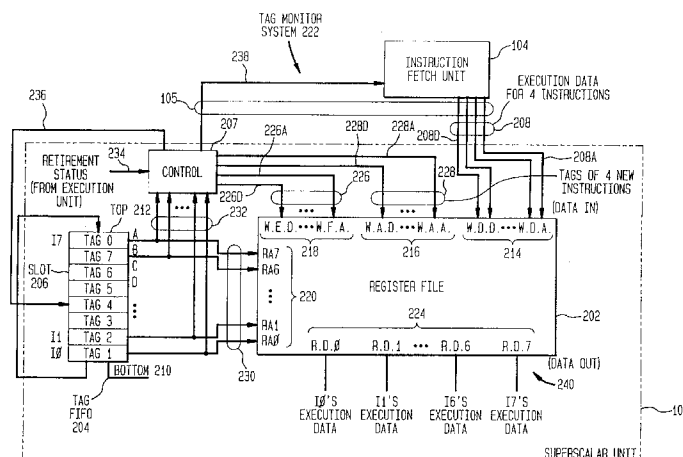 TAG MONITOR
SYSTEM 222
104
INSTRUCTION
FETCH UNIT
238
236
105
EXECUTION DATA
FOR 4 INSTRUCTIONS
207
226A
228D
228A
208D
208
208A
RETIREMENT
STATUS
(FROM EXECUTION
UNIT)
234
CONTROL
226D
226
228
TAGS OF 4 NEW
INSTRUCTIONS
TOP 212
232
(DATA IN)
I7
TAG 0
A
TAG 7
B
TAG 6
C
TAG 5
D
TAG 4
TAG 3
I1
TAG 2
I0
TAG 1
SLOT
206
W.E.D. ••• W.F.A.
W.A.D. ••• W.A.A.
W.D.D. ••• W.D.A.
218
216
214
RA7
RA6
220
REGISTER FILE
202
RA1
RA0
224
230
R.D.0
R.D.1
•••
R.D.6
R.D.7
(DATA OUT)
240
BOTTOM 210
TAG
FIFO
204
I0'S
EXECUTION
DATA
I1'S
EXECUTION
DATA
I6'S
EXECUTION
DATA
I7'S
EXECUTION
DATA
10
SUPERSCALAR UNIT